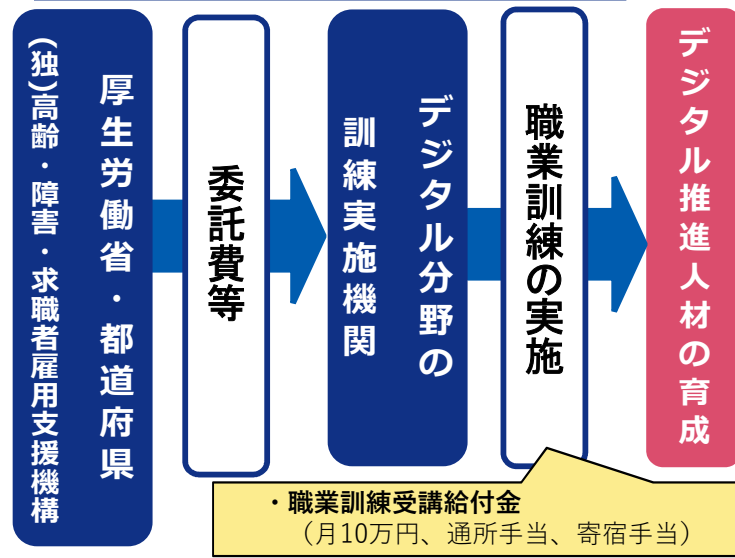 厚生労働省・都道府県
(独)高齢・障害・求職者雇用支援機構
委託費等
デジタル分野の
訓練実施機関
職業訓練の実施
デジタル推進人材の育成
・職業訓練受講給付金
（月10万円、通所手当、寄宿手当）